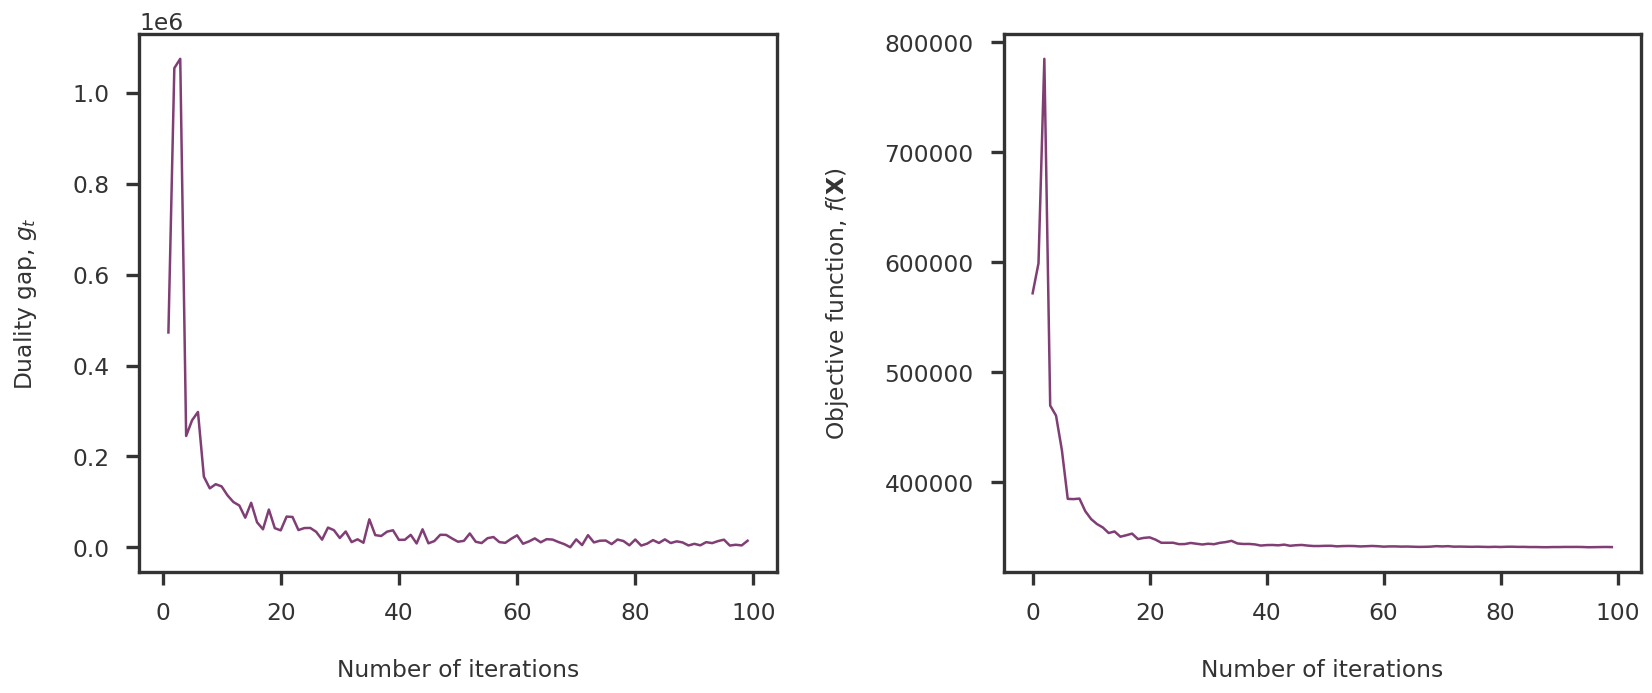 1e6
1.0
0.8
0.6
0.4
0.2
0.0
Duality gap, gₜ
0 20 40 60 80 100
Number of iterations
800000
700000
600000
500000
400000
Objective function, f(𝐗)
0 20 40 60 80 100
Number of iterations